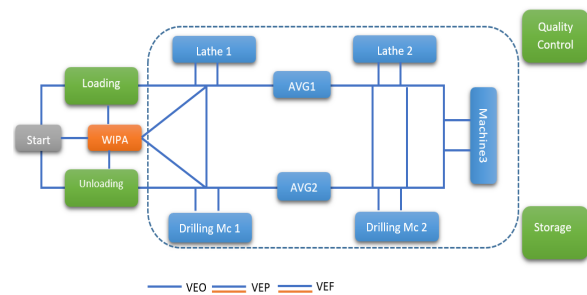 Quality
Control
Lathe 1
Lathe 2
Loading
AVG1
Start
WIPA
Machine3
Unloading
AVG2
Drilling Mc 1
Drilling Mc 2
Storage
VEO VEP VEF